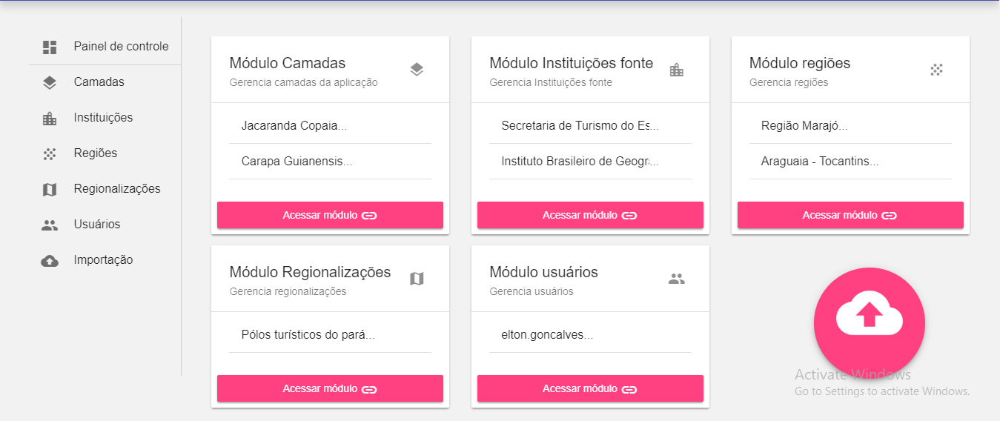 Painel de controle
Camadas
Instituições
Regiões
Regionalizações
Usuários
Importação
Módulo Camadas
Gerencia camadas da aplicação
Jacaranda Copaia...
Carapa Guianensis...
Acessar módulo
Módulo Instituições fonte
Gerencia Instituições fonte
Secretaria de Turismo do Es...
Instituto Brasileiro de Geogr...
Acessar módulo
Módulo regiões
Gerencia regiões
Região Marajó...
Araguaia - Tocantins...
Acessar módulo
Módulo Regionalizações
Gerencia regionalizações
Pólos turísticos do pará...
Acessar módulo
Módulo usuários
Gerencia usuários
elton.goncalves...
Acessar módulo
Activate Windows
Go to Settings to activate Windows.